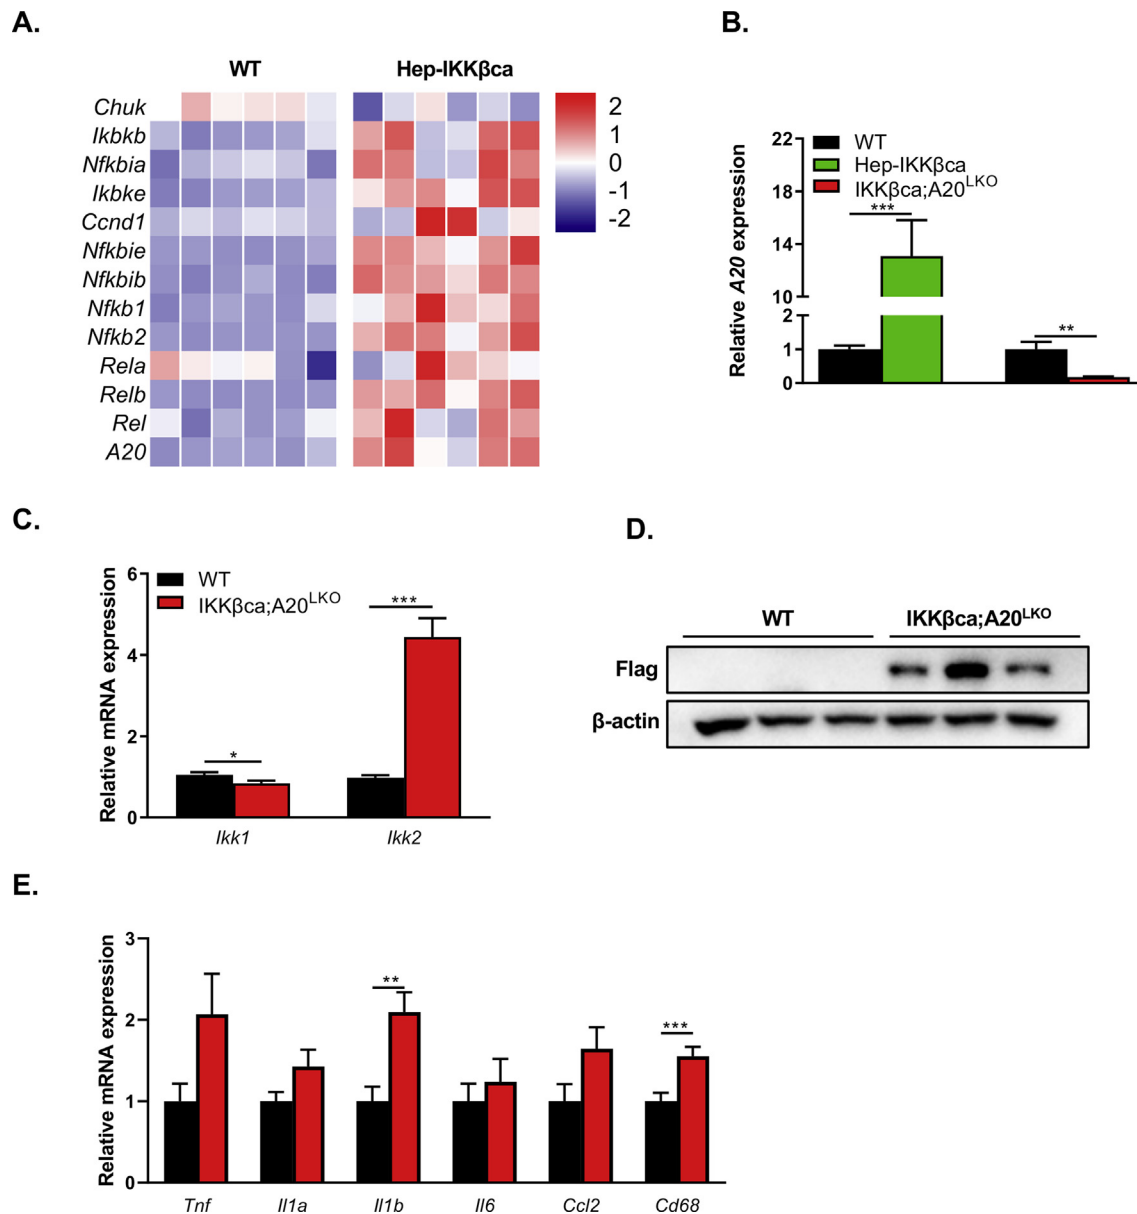 A.
WT
Hep-IKKβca
Chuk
Ikbkb
Nfkbia
Ikbke
Ccnd1
Nfkbie
Nfkbib
Nfkb1
Nfkb2
Rela
Relb
Rel
A20
2
1
0
-1
-2
B.
Relative A20 expression
22
18
14
10
2
1
0
WT
Hep-IKKβca
IKKβca;A20LKO
***
**
C.
Relative mRNA expression
6
4
2
0
WT
IKKβca;A20LKO
*
***
Ikk1
Ikk2
D.
WT
IKKβca;A20LKO
Flag
β-actin
E.
Relative mRNA expression
3
2
1
0
**
***
Tnf
Il1a
Il1b
Il6
Ccl2
Cd68